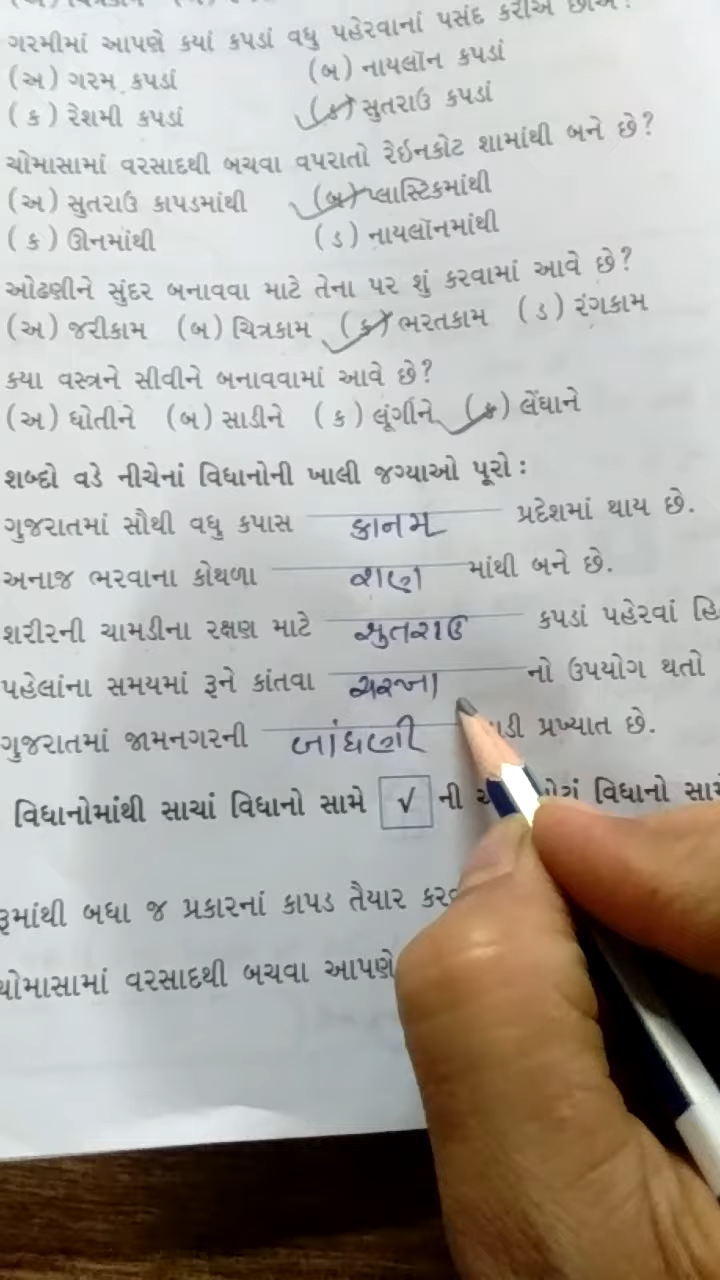 ગરમીમાં આપણે કયાં કપડાં વધુ પહેરવાનાં પસંદ કરીએ છીએ?
(અ) ગરમ કપડાં (બ) નાયલૉન કપડાં
(ક) રેશમી કપડાં (ડ) સુતરાઉ કપડાં
ચોમાસામાં વરસાદથી બચવા વપરાતો રેઈનકોટ શામાંથી બને છે?
(અ) સુતરાઉ કાપડમાંથી (બ) પ્લાસ્ટિકમાંથી
(ક) ઊનમાંથી (ડ) નાયલૉનમાંથી
ઓઢણીને સુંદર બનાવવા માટે તેના પર શું કરવામાં આવે છે?
(અ) જરીકામ (બ) ચિત્રકામ (ક) ભરતકામ (ડ) રંગકામ
કયા વસ્ત્રને સીવીને બનાવવામાં આવે છે?
(અ) ધોતીને (બ) સાડીને (ક) લૂંગીને (ડ) લેંઘાને
શબ્દો વડે નીચેનાં વિધાનોની ખાલી જગ્યાઓ પૂરો :
ગુજરાતમાં સૌથી વધુ કપાસ કાનમ પ્રદેશમાં થાય છે.
અનાજ ભરવાના કોથળા શણ માંથી બને છે.
શરીરની ચામડીના રક્ષણ માટે સુતરાઉ કપડાં પહેરવાં
પહેલાંના સમયમાં રૂને કાંતવા ચરખા નો ઉપયોગ થતો
ગુજરાતમાં જામનગરની બાંધણી પ્રખ્યાત છે.
વિધાનોમાંથી સાચાં વિધાનો સામે ✓ ની વિધાનો
રૂમાંથી બધા જ પ્રકારનાં કાપડ તૈયાર
ચોમાસામાં વરસાદથી બચવા આપણે